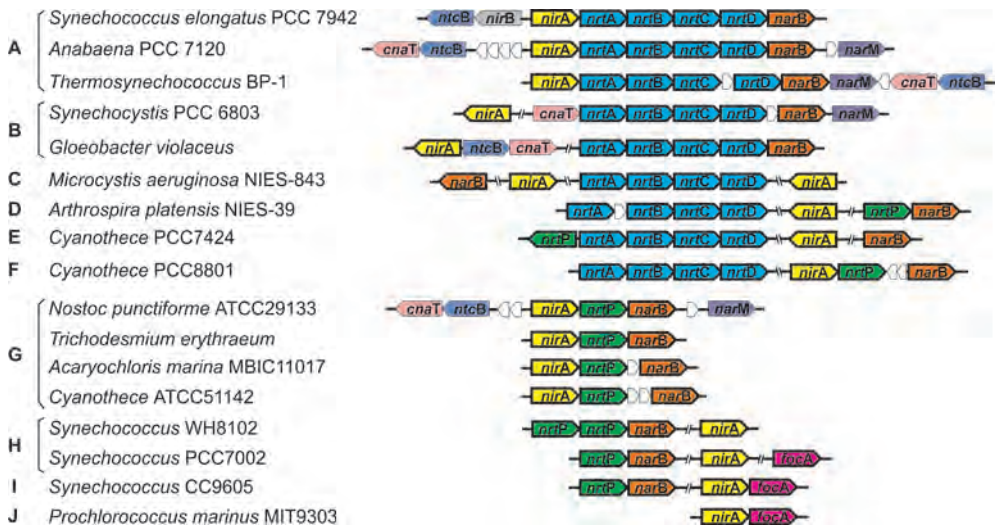 A
Synechococcus elongatus PCC 7942 ntcB nirB nirA nrtA nrtB nrtC nrtD narB
Anabaena PCC 7120 cnaT ntcB nirA nrtA nrtB nrtC nrtD narB narM
Thermosynechococcus BP-1 nirA nrtA nrtB nrtC nrtD narB narM cnaT ntcB
B
Synechocystis PCC 6803 nirA cnaT nrtA nrtB nrtC nrtD narB narM
Gloeobacter violaceus nirA ntcB cnaT nrtA nrtB nrtC nrtD narB
C Microcystis aeruginosa NIES-843 narB nirA nrtA nrtB nrtC nrtD nirA
D Arthrospira platensis NIES-39 nrtA nrtB nrtC nrtD nirA nrtP narB
E Cyanothece PCC7424 nrtP nrtA nrtB nrtC nrtD nirA narB
F Cyanothece PCC8801 nrtA nrtB nrtC nrtD nirA nrtP narB
G
Nostoc punctiforme ATCC29133 cnaT ntcB nirA nrtP narB narM
Trichodesmium erythraeum nirA nrtP narB
Acaryochloris marina MBIC11017 nirA nrtP narB
Cyanothece ATCC51142 nirA nrtP narB
H
Synechococcus WH8102 nrtP nrtP narB nirA
Synechococcus PCC7002 nrtP narB nirA focA
I Synechococcus CC9605 nrtP narB nirA focA
J Prochlorococcus marinus MIT9303 nirA focA